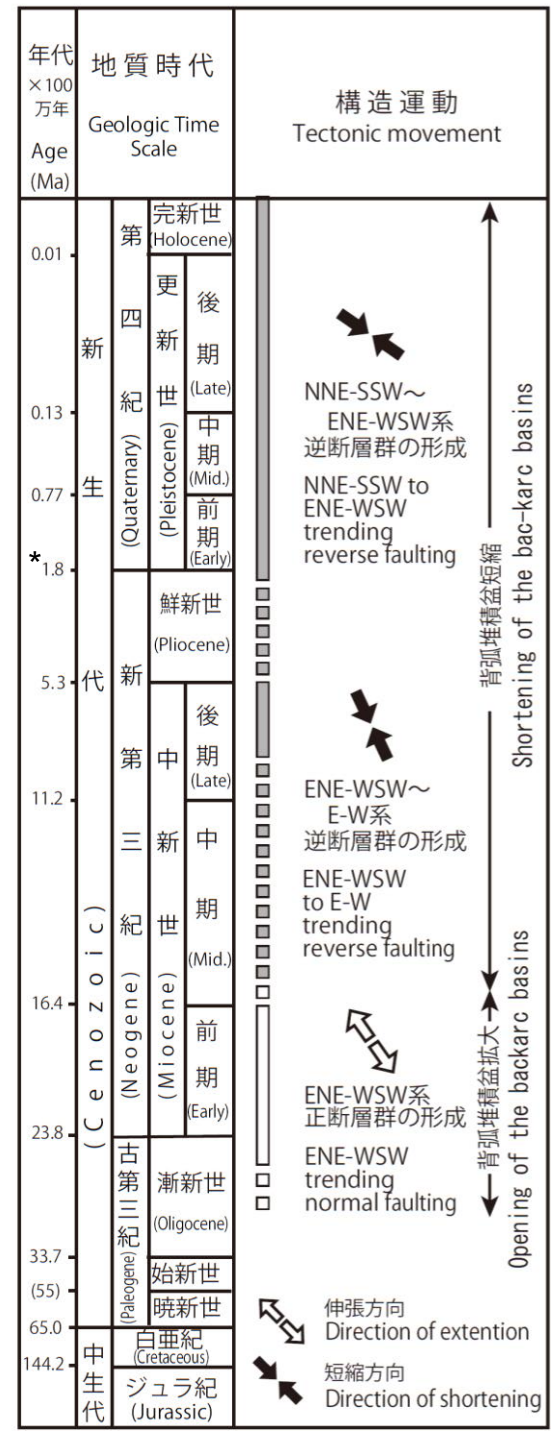 年代
×100
万年
Age
(Ma)
地質時代
Geologic Time
Scale
構造運動
Tectonic movement
0.01
0.13
0.77
*
1.8
5.3
11.2
16.4
23.8
33.7
(55)
65.0
144.2
新生代
(Cenozoic)
中生代
第四紀
(Quaternary)
新第三紀
(Neogene)
古第三紀
(Paleogene)
完新世
(Holocene)
更新世
(Pleistocene)
後期
(Late)
中期
(Mid.)
前期
(Early)
鮮新世
(Pliocene)
中新世
(Miocene)
後期
(Late)
中期
(Mid.)
前期
(Early)
漸新世
(Oligocene)
始新世
暁新世
白亜紀
(Cretaceous)
ジュラ紀
(Jurassic)
NNE-SSW～
ENE-WSW系
逆断層群の形成
NNE-SSW to
ENE-WSW
trending
reverse faulting
ENE-WSW～
E-W系
逆断層群の形成
ENE-WSW
to E-W
trending
reverse faulting
ENE-WSW系
正断層群の形成
ENE-WSW
trending
normal faulting
背弧堆積盆短縮
Shortening of the bac-karc basins
背弧堆積盆拡大
Opening of the backarc basins
伸張方向
Direction of extention
短縮方向
Direction of shortening